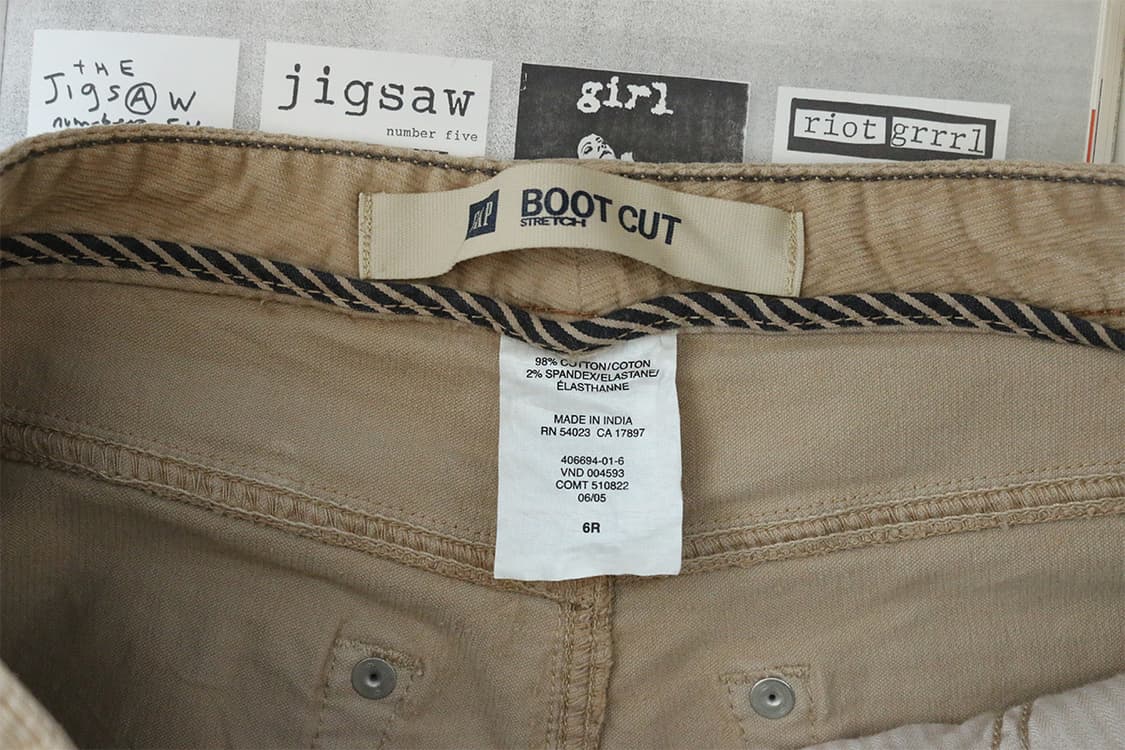 THE
JIGSAW
jigsaw
number five
girl
riot grrrl
GAP
BOOT CUT
STRETCH
98% COTTON/COTON
2% SPANDEX/ELASTANE/
ÉLASTHANNE
MADE IN INDIA
RN 54023 CA 17897
406694-01-6
VND 004593
COMT 510822
06/05
6R